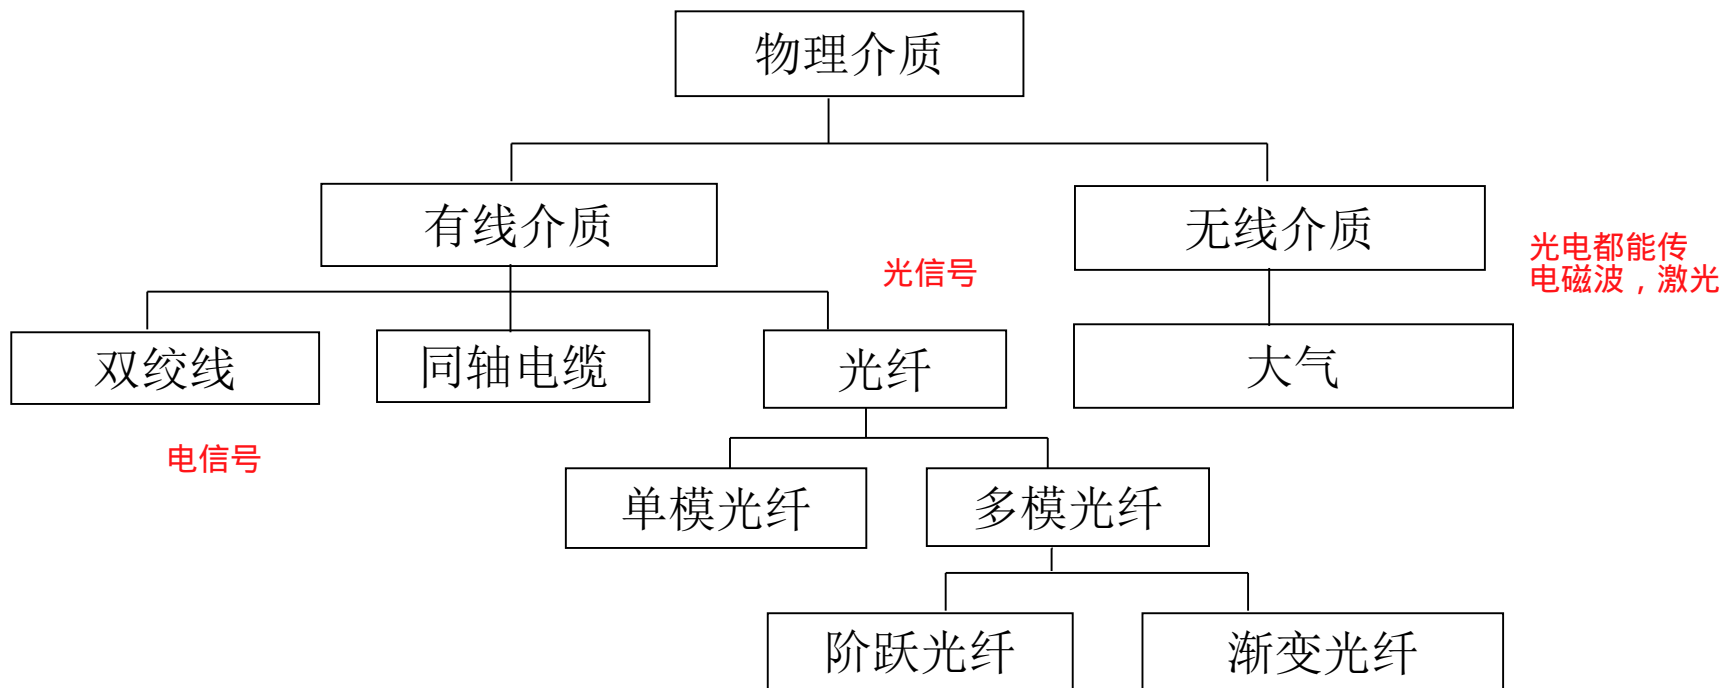 物理介质
有线介质
无线介质
光信号
光电都能传
电磁波，激光
双绞线
同轴电缆
光纤
大气
电信号
单模光纤
多模光纤
阶跃光纤
渐变光纤